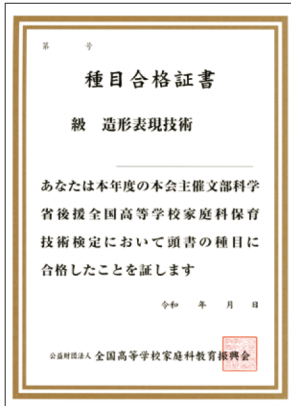 第　号
種目合格証書
級　造形表現技術
あなたは本年度の本会主催文部科学
省後援全国高等学校家庭科保育
技術検定において頭書の種目に
合格したことを証します
令和　年　月　日
公益財団法人 全国高等学校家庭科教育振興会